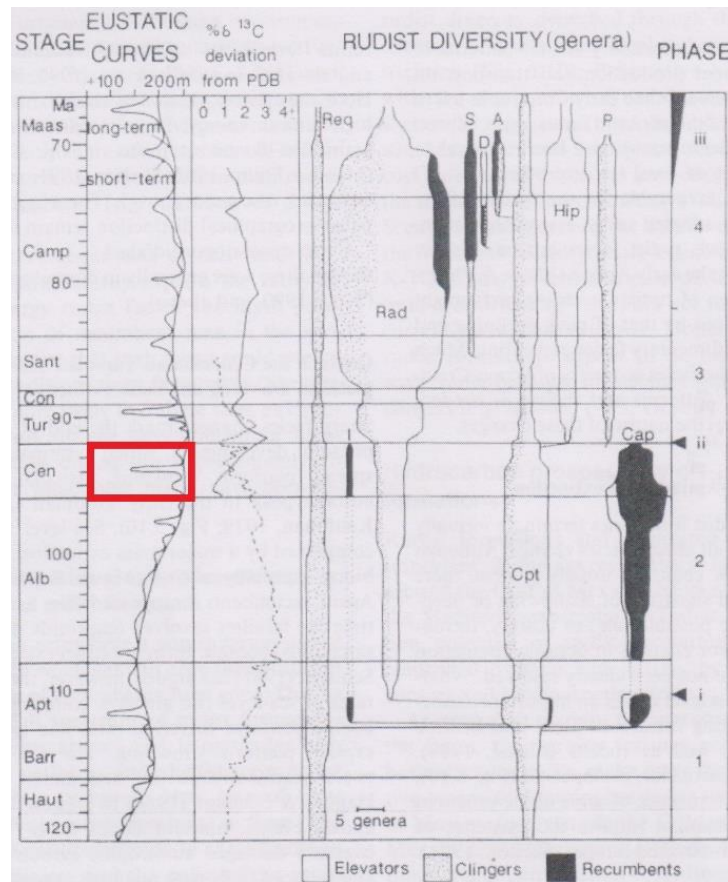 STAGE EUSTATIC CURVES %δ 13C deviation from PDB RUDIST DIVERSITY (genera) PHASE
+100 200m 0 2 3 4+
Ma
Maas
70
long-term
short-term
Camp
80
Sant
Con
90
Tur
Cen
100
Alb
110
Apt
Barr
Haut
120
Req
S
A
D
P
Rad
Hip
I
Cap
Cpt
5 genera
I
iii
4
3
ii
2
i
1
Elevators Clingers Recumbents